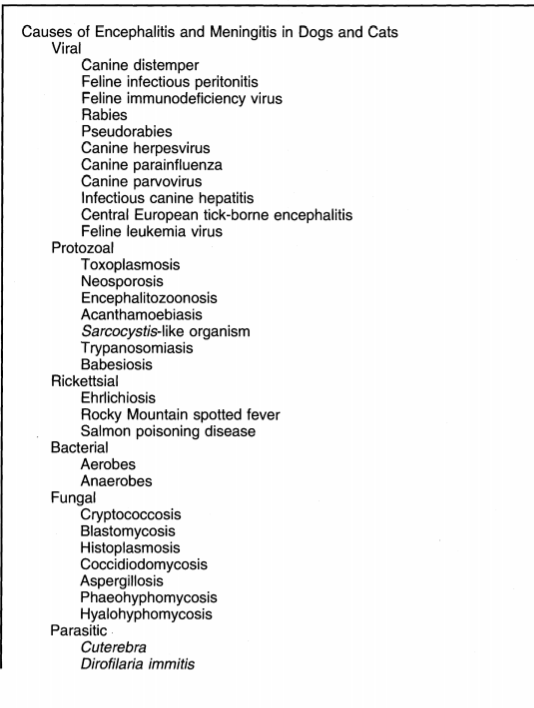 Causes of Encephalitis and Meningitis in Dogs and Cats
Viral
Canine distemper
Feline infectious peritonitis
Feline immunodeficiency virus
Rabies
Pseudorabies
Canine herpesvirus
Canine parainfluenza
Canine parvovirus
Infectious canine hepatitis
Central European tick-borne encephalitis
Feline leukemia virus
Protozoal
Toxoplasmosis
Neosporosis
Encephalitozoonosis
Acanthamoebiasis
Sarcocystis-like organism
Trypanosomiasis
Babesiosis
Rickettsial
Ehrlichiosis
Rocky Mountain spotted fever
Salmon poisoning disease
Bacterial
Aerobes
Anaerobes
Fungal
Cryptococcosis
Blastomycosis
Histoplasmosis
Coccidiodomycosis
Aspergillosis
Phaeohyphomycosis
Hyalohyphomycosis
Parasitic
Cuterebra
Dirofilaria immitis